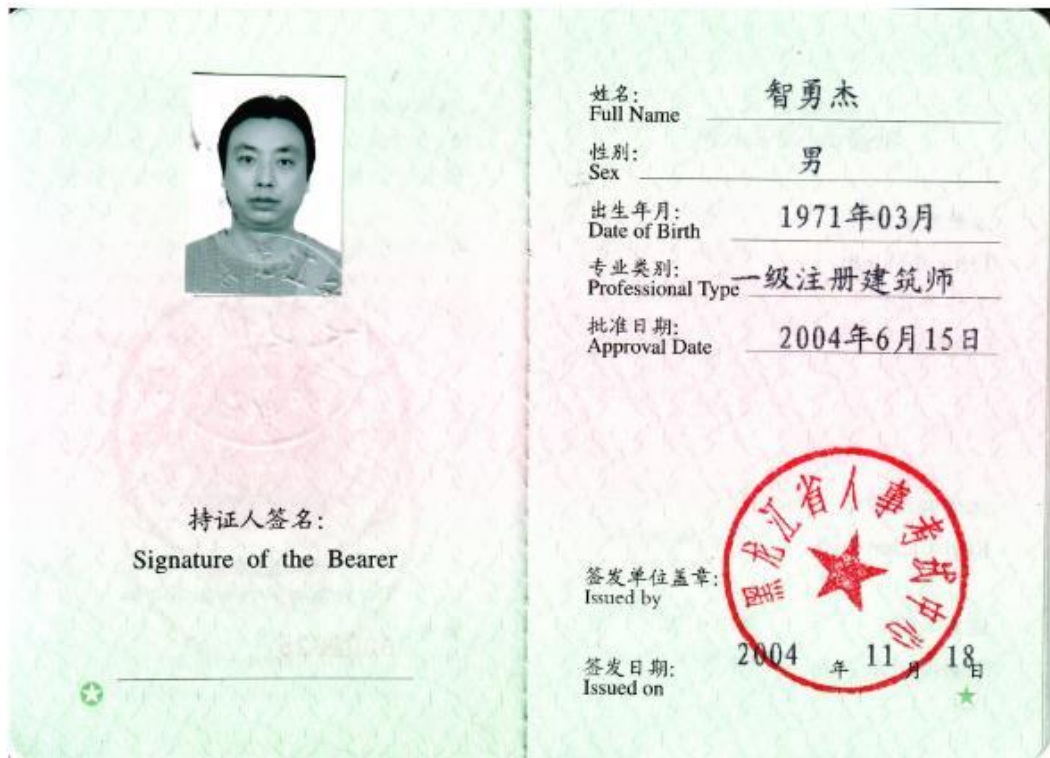 持证人签名:
Signature of the Bearer
姓名:
Full Name 智勇杰
性别:
Sex 男
出生年月:
Date of Birth 1971年03月
专业类别:
Professional Type 一级注册建筑师
批准日期:
Approval Date 2004年6月15日
黑龙江省人事考试中心
签发单位盖章:
Issued by
签发日期: 2004 年 11 月 18 日
Issued on